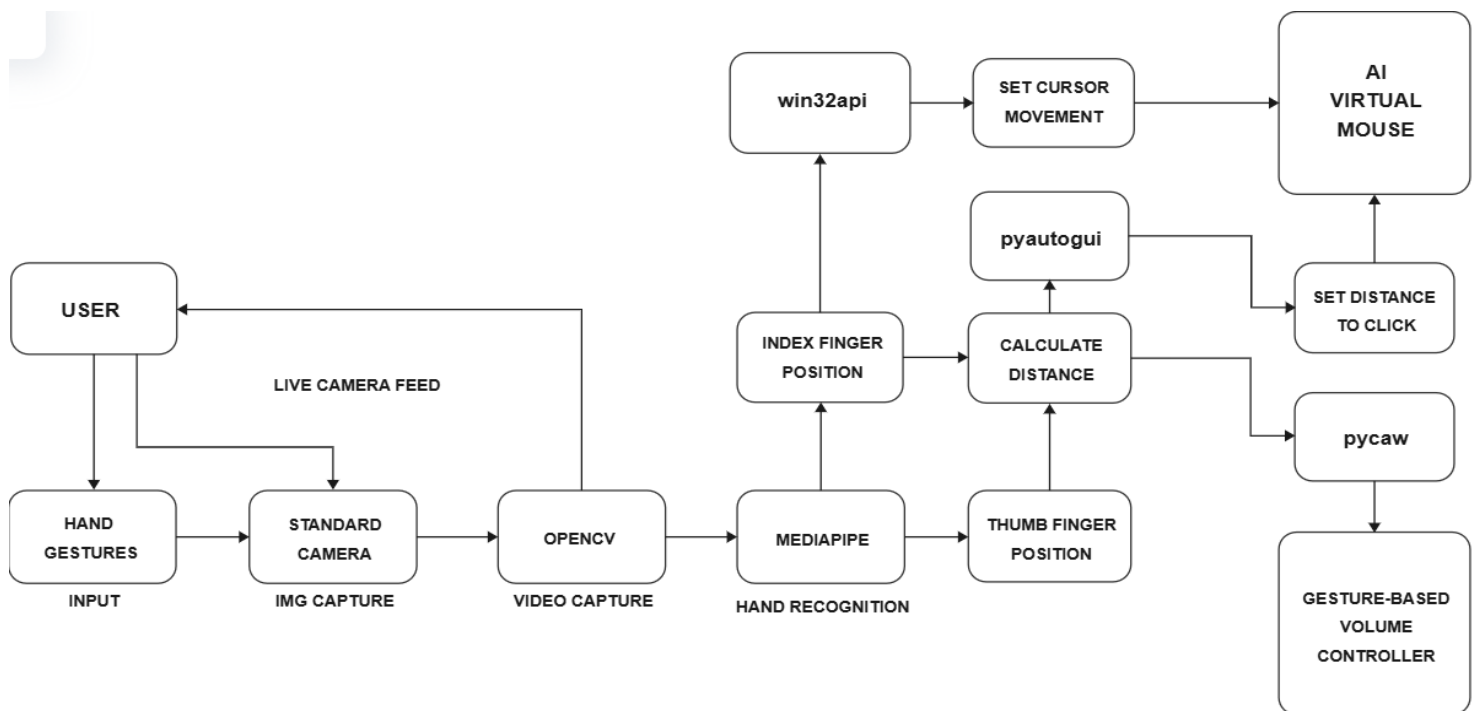 AI
VIRTUAL
MOUSE
win32api
SET CURSOR
MOVEMENT
pyautogui
USER
SET DISTANCE
TO CLICK
INDEX FINGER
POSITION
CALCULATE
DISTANCE
LIVE CAMERA FEED
pycaw
HAND
GESTURES
STANDARD
CAMERA
OPENCV
MEDIAPIPE
THUMB FINGER
POSITION
INPUT
IMG CAPTURE
VIDEO CAPTURE
HAND RECOGNITION
GESTURE-BASED
VOLUME
CONTROLLER